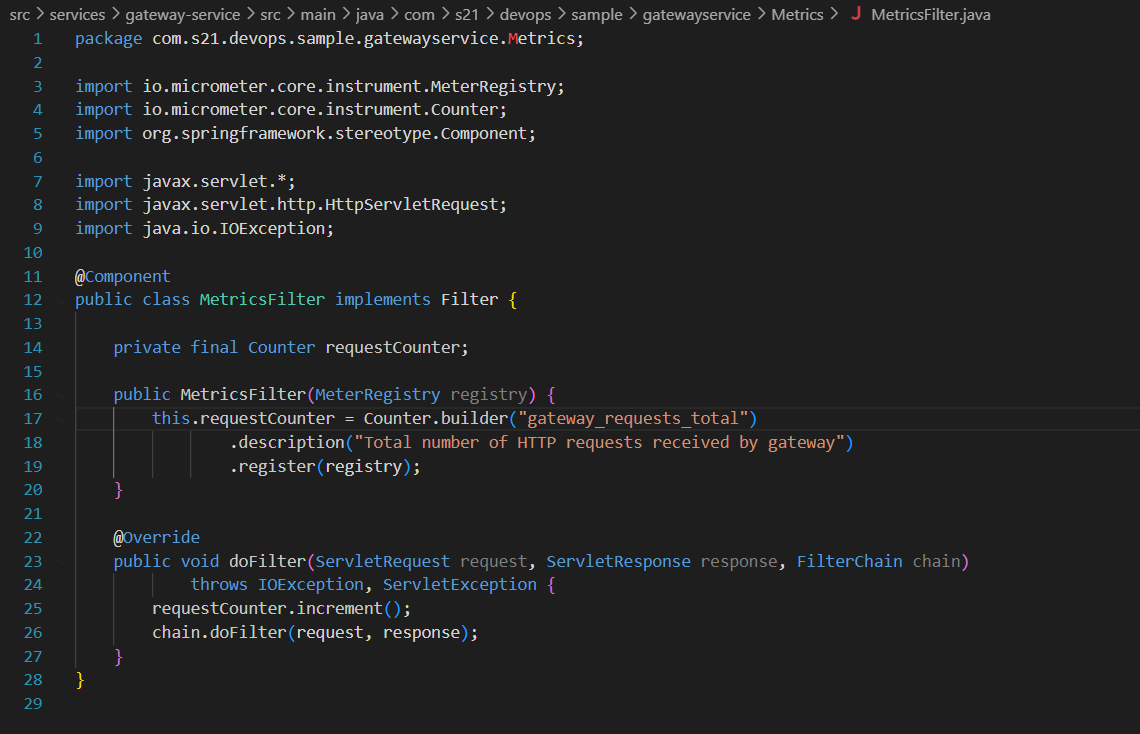 src > services > gateway-service > src > main > java > com > s21 > devops > sample > gatewayservice > Metrics > J MetricsFilter.java
1 package com.s21.devops.sample.gatewayservice.Metrics;
2
3 import io.micrometer.core.instrument.MeterRegistry;
4 import io.micrometer.core.instrument.Counter;
5 import org.springframework.stereotype.Component;
6
7 import javax.servlet.*;
8 import javax.servlet.http.HttpServletRequest;
9 import java.io.IOException;
10
11 @Component
12 public class MetricsFilter implements Filter {
13
14     private final Counter requestCounter;
15
16     public MetricsFilter(MeterRegistry registry) {
17         this.requestCounter = Counter.builder("gateway_requests_total")
18                 .description("Total number of HTTP requests received by gateway")
19                 .register(registry);
20     }
21
22     @Override
23     public void doFilter(ServletRequest request, ServletResponse response, FilterChain chain)
24             throws IOException, ServletException {
25         requestCounter.increment();
26         chain.doFilter(request, response);
27     }
28 }
29